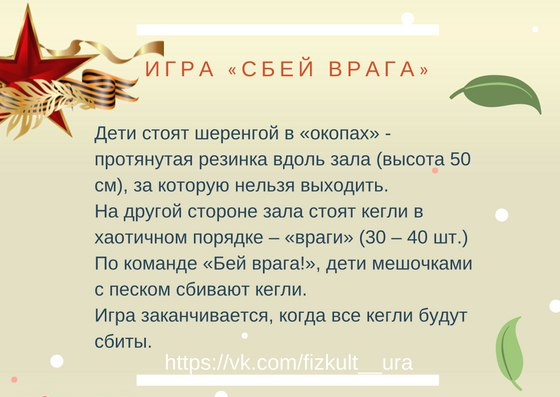 ИГРА «СБЕЙ ВРАГА»
Дети стоят шеренгой в «окопах» -
протянутая резинка вдоль зала (высота 50
см), за которую нельзя выходить.
На другой стороне зала стоят кегли в
хаотичном порядке – «враги» (30 – 40 шт.)
По команде «Бей врага!», дети мешочками
с песком сбивают кегли.
Игра заканчивается, когда все кегли будут
сбиты.
https://vk.com/fizkult__ura